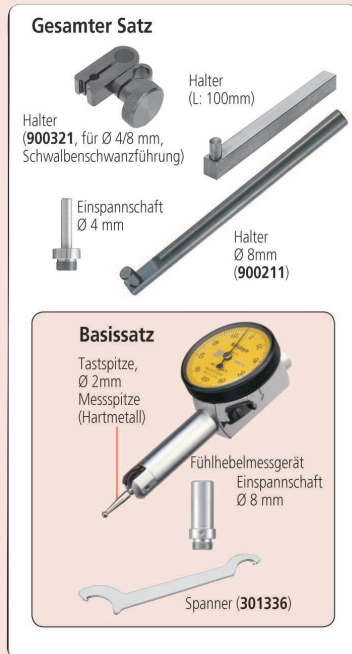 Gesamter Satz
Halter
(L: 100mm)
Halter
(900321, für Ø 4/8 mm,
Schwalbenschwanzführung)
Einspannschaft
Ø 4 mm
Halter
Ø 8mm
(900211)
Basissatz
Tastspitze,
Ø 2mm
Messspitze
(Hartmetall)
Fühlhebelmessgerät
Einspannschaft
Ø 8 mm
Spanner (301336)